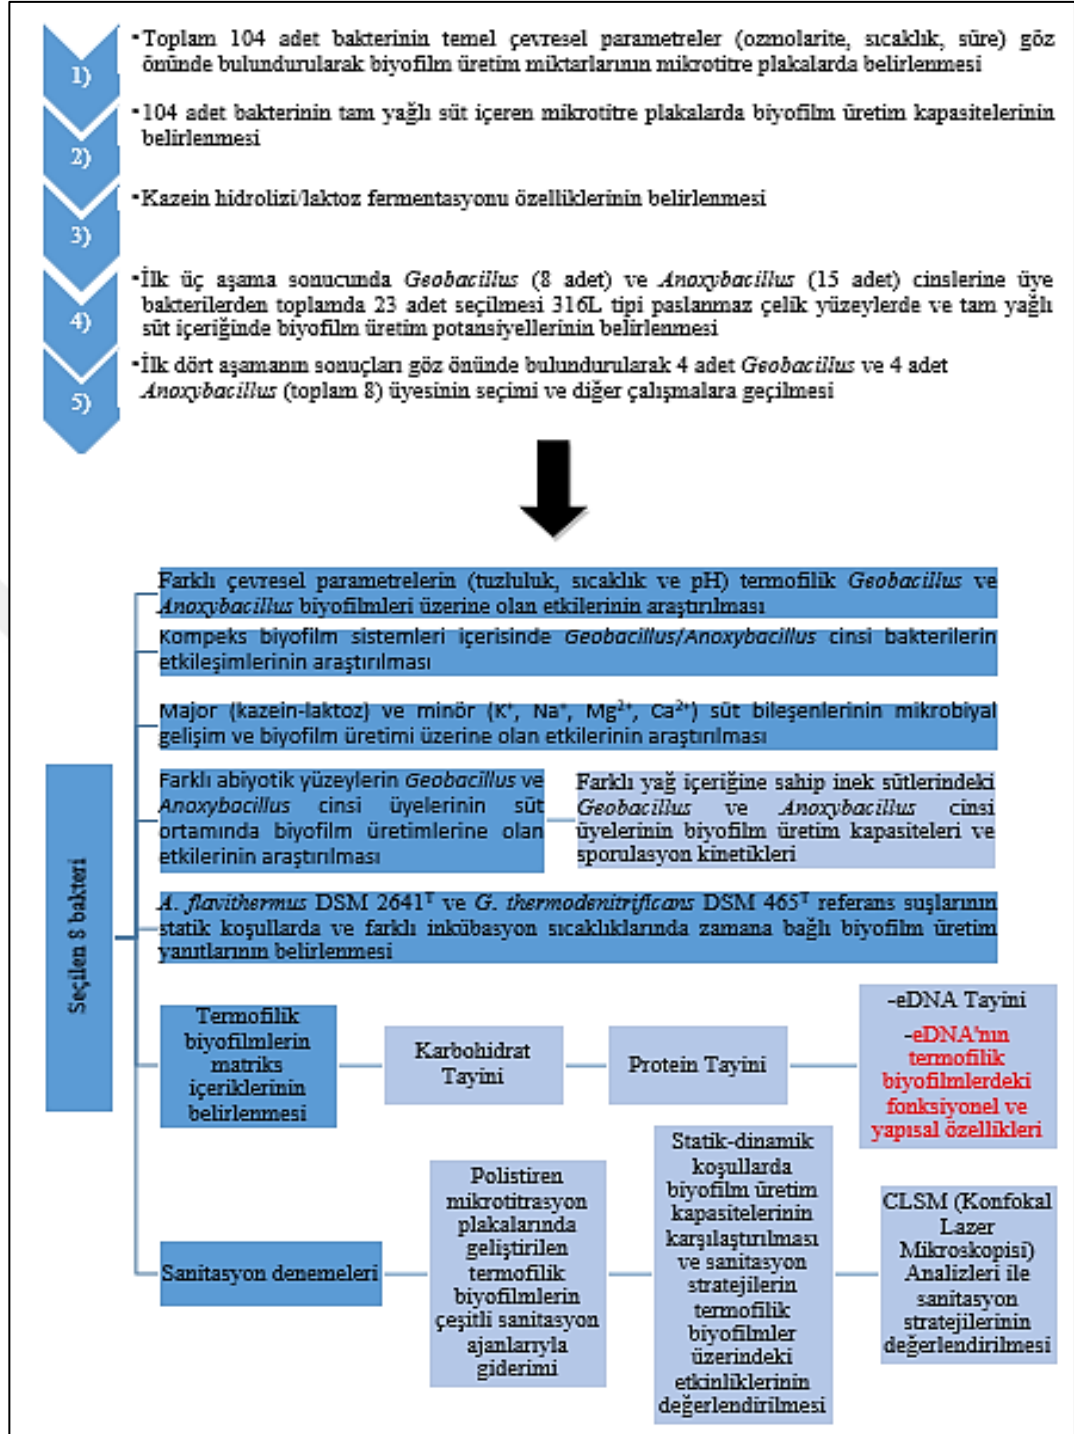 1)
•Toplam 104 adet bakterinin temel çevresel parametreler (ozmolarite, sıcaklık, süre) göz
önünde bulundurularak biyofilm üretim miktarlarının mikrotitre plakalarda belirlenmesi
2)
•104 adet bakterinin tam yağlı süt içeren mikrotitre plakalarda biyofilm üretim kapasitelerinin
belirlenmesi
3)
•Kazein hidrolizi/laktoz fermentasyonu özelliklerinin belirlenmesi
4)
•İlk üç aşama sonucunda Geobacillus (8 adet) ve Anoxybacillus (15 adet) cinslerine üye
bakterilerden toplamda 23 adet seçilmesi 316L tipi paslanmaz çelik yüzeylerde ve tam yağlı
süt içeriğinde biyofilm üretim potansiyellerinin belirlenmesi
5)
•İlk dört aşamanın sonuçları göz önünde bulundurularak 4 adet Geobacillus ve 4 adet
Anoxybacillus (toplam 8) üyesinin seçimi ve diğer çalışmalara geçilmesi
Seçilen 8 bakteri
Farklı çevresel parametrelerin (tuzluluk, sıcaklık ve pH) termofilik Geobacillus ve
Anoxybacillus biyofilmleri üzerine olan etkilerinin araştırılması
Kompeks biyofilm sistemleri içerisinde Geobacillus/Anoxybacillus cinsi bakterilerin
etkileşimlerinin araştırılması
Major (kazein-laktoz) ve minör (K⁺, Na⁺, Mg²⁺, Ca²⁺) süt bileşenlerinin mikrobiyal
gelişim ve biyofilm üretimi üzerine olan etkilerinin araştırılması
Farklı abiyotik yüzeylerin Geobacillus ve
Anoxybacillus cinsi üyelerinin süt
ortamında biyofilm üretimlerine olan
etkilerinin araştırılması
Farklı yağ içeriğine sahip inek sütlerindeki
Geobacillus ve Anoxybacillus cinsi
üyelerinin biyofilm üretim kapasiteleri ve
sporulasyon kinetikleri
A. flavithermus DSM 2641ᵀ ve G. thermodenitrificans DSM 465ᵀ referans suşlarının
statik koşullarda ve farklı inkübasyon sıcaklıklarında zamana bağlı biyofilm üretim
yanıtlarının belirlenmesi
Termofilik
biyofilmlerin
matriks
içeriklerinin
belirlenmesi
Karbohidrat
Tayini
Protein Tayini
-eDNA Tayini
-eDNA'nın
termofilik
biyofilmlerdeki
fonksiyonel ve
yapısal özellikleri
Sanitasyon denemeleri
Polistiren
mikrotitrasyon
plakalarında
geliştirilen
termofilik
biyofilmlerin
çeşitli sanitasyon
ajanlarıyla
giderimi
Statik-dinamik
koşullarda
biyofilm üretim
kapasitelerinin
karşılaştırılması
ve sanitasyon
stratejilerin
termofilik
biyofilmler
üzerindeki
etkinliklerinin
değerlendirilmesi
CLSM (Konfokal
Lazer
Mikroskopisi)
Analizleri ile
sanitasyon
stratejilerinin
değerlendirilmesi